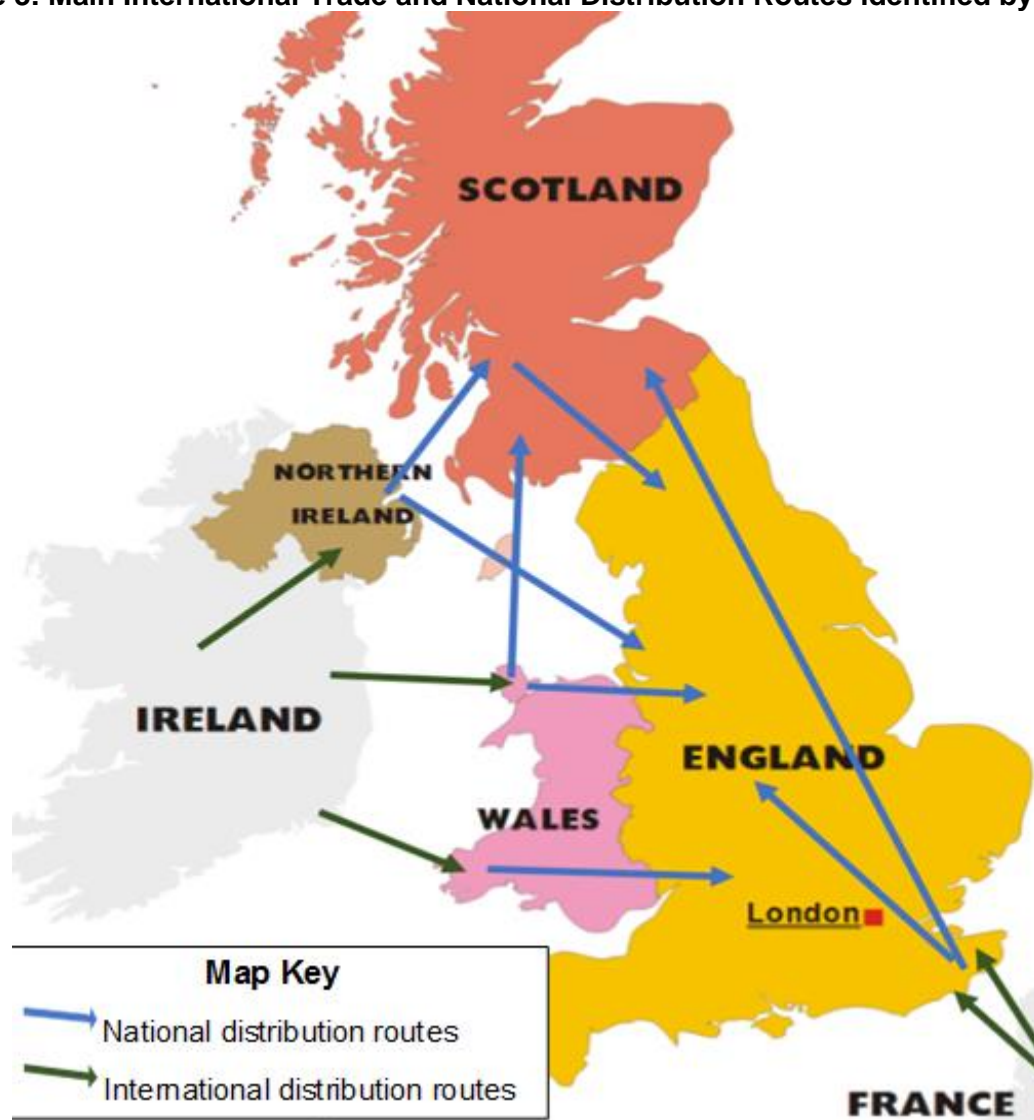 3: Main International Trade and National Distribution Routes Identified by
SCOTLAND
NORTHERN
IRELAND
IRELAND
ENGLAND
WALES
London
Map Key
National distribution routes
International distribution routes
FRANCE